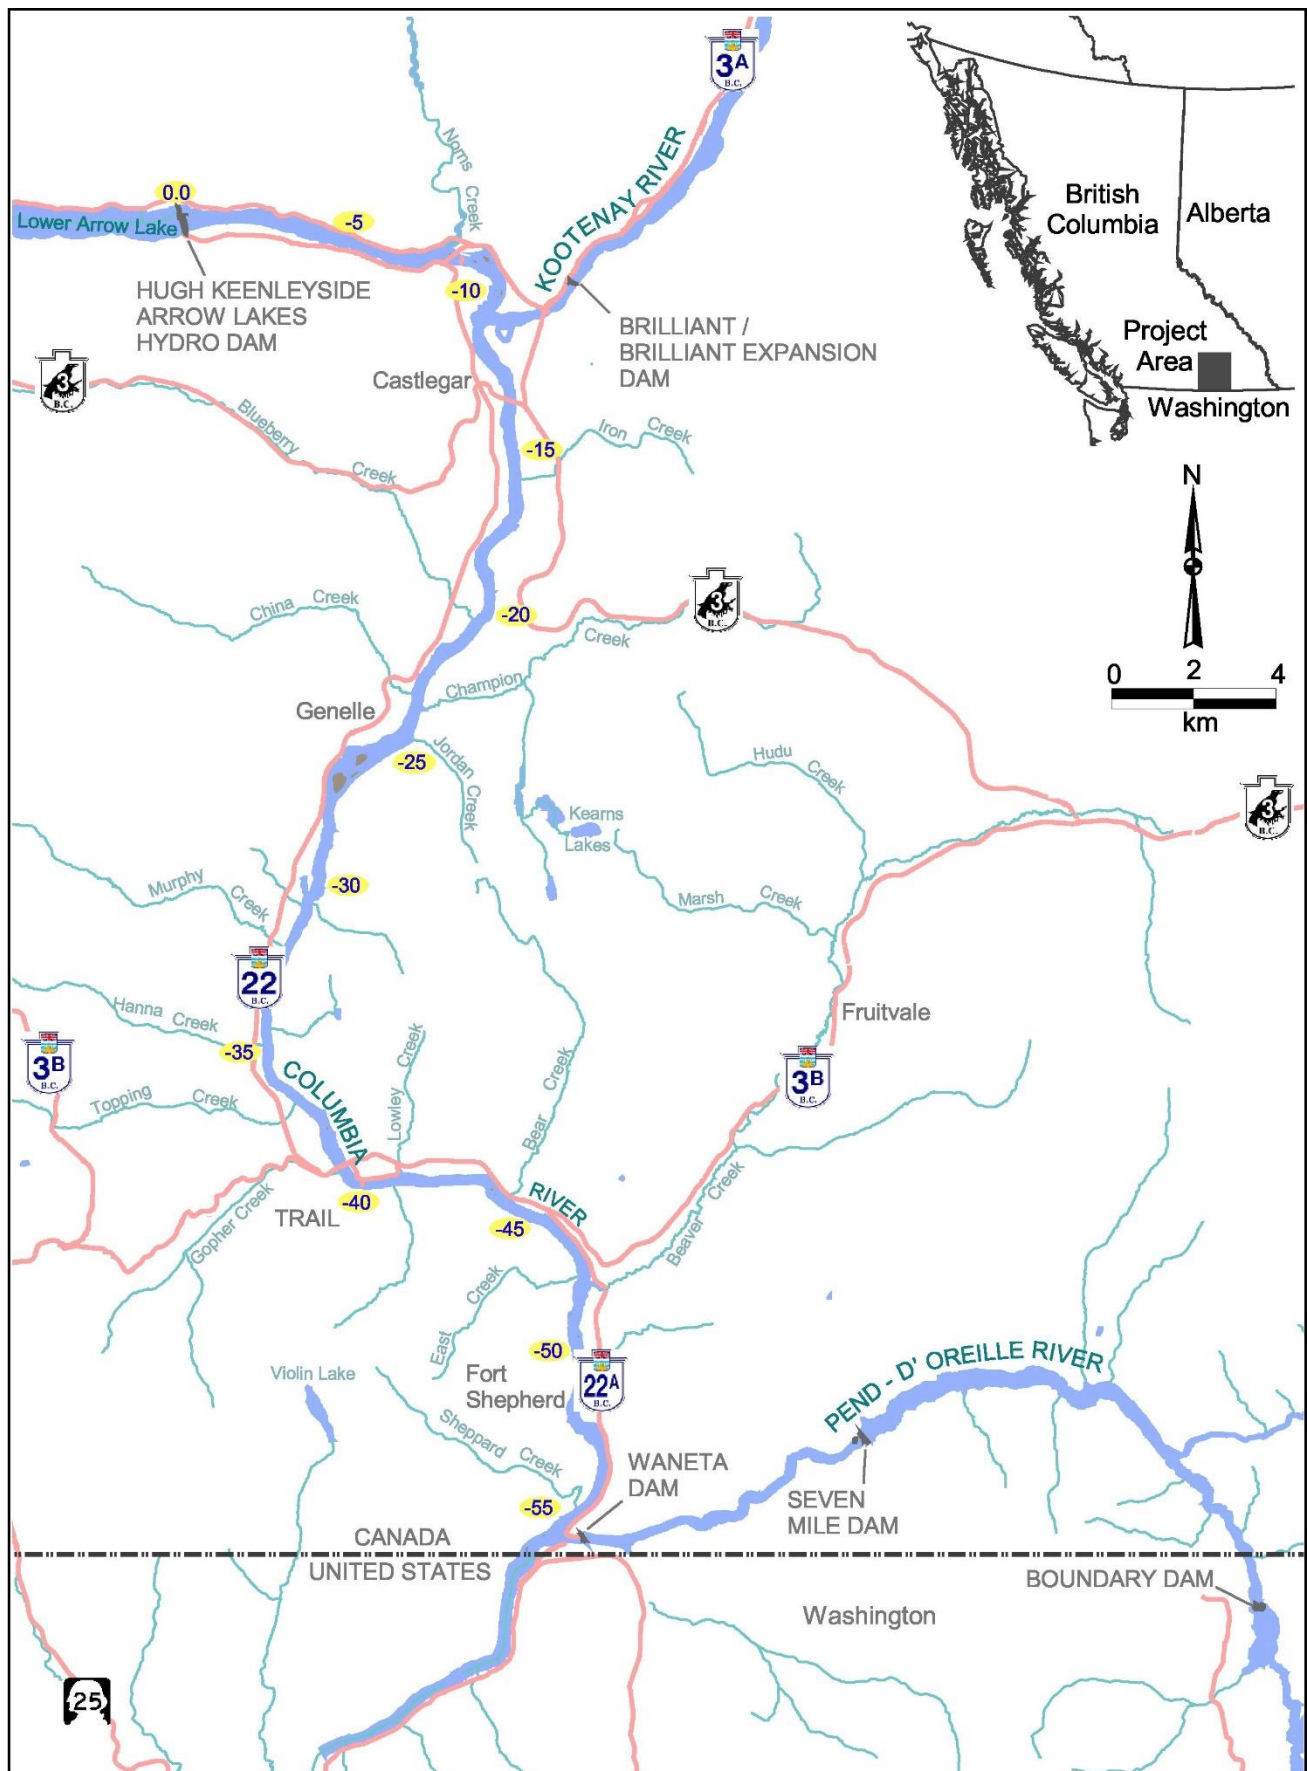 3A
B.C.
Norns
Creek
KOOTENAY RIVER
0.0
-5
Lower Arrow Lake
-10
HUGH KEENLEYSIDE
ARROW LAKES
HYDRO DAM
BRILLIANT /
BRILLIANT EXPANSION
DAM
British
Columbia
Alberta
Project
Area
Washington
3
B.C.
Castlegar
Blueberry
Creek
-15
Iron Creek
N
China Creek
-20
3
B.C.
Creek
Champion
0 2 4
km
Genelle
-25
Jordan
Creek
Hudu
Creek
Kearns
Lakes
3
B.C.
Murphy
Creek
-30
Marsh Creek
22
B.C.
Hanna Creek
Fruitvale
-35
3B
B.C.
COLUMBIA
Lowley Creek
Bear Creek
3B
B.C.
Topping Creek
-40
TRAIL
Gopher Creek
RIVER
-45
Beaver Creek
East Creek
-50
Fort
Shepherd
22A
B.C.
Violin Lake
PEND - D' OREILLE RIVER
Sheppard Creek
WANETA
DAM
SEVEN
MILE DAM
-55
CANADA
UNITED STATES
BOUNDARY DAM
Washington
25